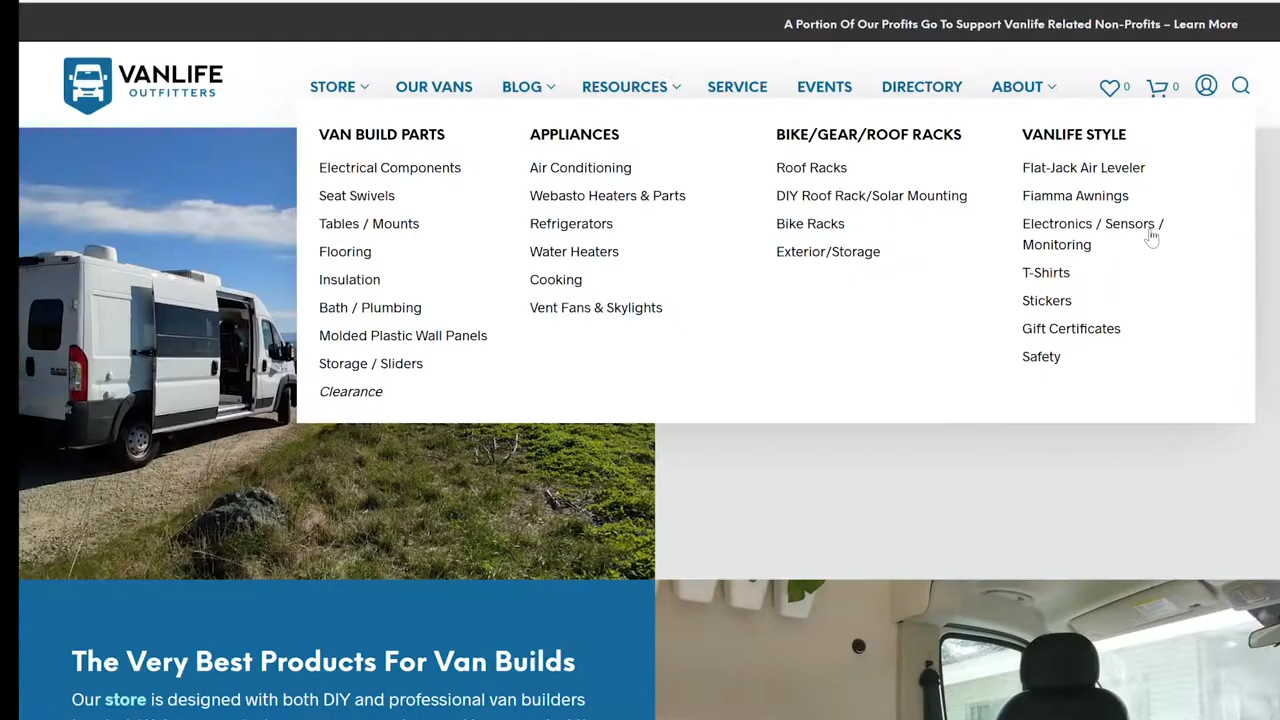 A Portion Of Our Profits Go To Support Vanlife Related Non-Profits – Learn More
VANLIFE
OUTFITTERS
STORE
OUR VANS
BLOG
RESOURCES
SERVICE
EVENTS
DIRECTORY
ABOUT
0
0
VAN BUILD PARTS
Electrical Components
Seat Swivels
Tables / Mounts
Flooring
Insulation
Bath / Plumbing
Molded Plastic Wall Panels
Storage / Sliders
Clearance
APPLIANCES
Air Conditioning
Webasto Heaters & Parts
Refrigerators
Water Heaters
Cooking
Vent Fans & Skylights
BIKE/GEAR/ROOF RACKS
Roof Racks
DIY Roof Rack/Solar Mounting
Bike Racks
Exterior/Storage
VANLIFE STYLE
Flat-Jack Air Leveler
Fiamma Awnings
Electronics / Sensors /
Monitoring
T-Shirts
Stickers
Gift Certificates
Safety
The Very Best Products For Van Builds
Our store is designed with both DIY and professional van builders